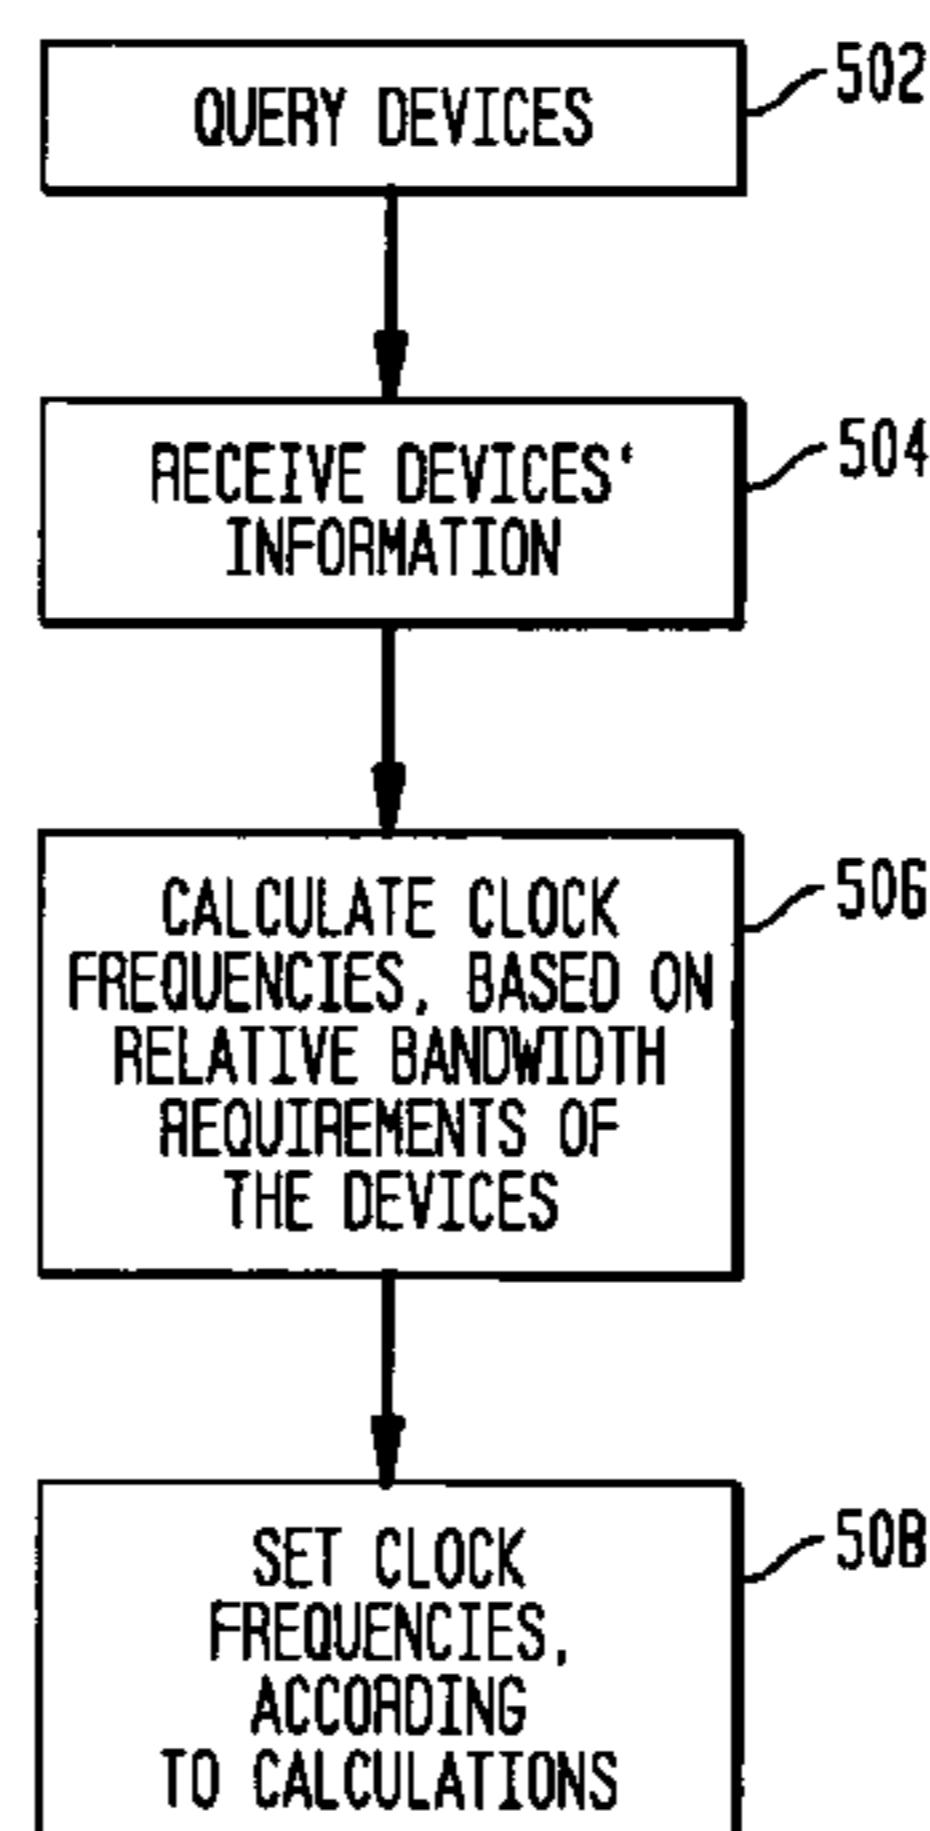 QUERY DEVICES
502
RECEIVE DEVICES'
INFORMATION
504
CALCULATE CLOCK
FREQUENCIES, BASED ON
RELATIVE BANDWIDTH
REQUIREMENTS OF
THE DEVICES
506
SET CLOCK
FREQUENCIES,
ACCORDING
TO CALCULATIONS
508